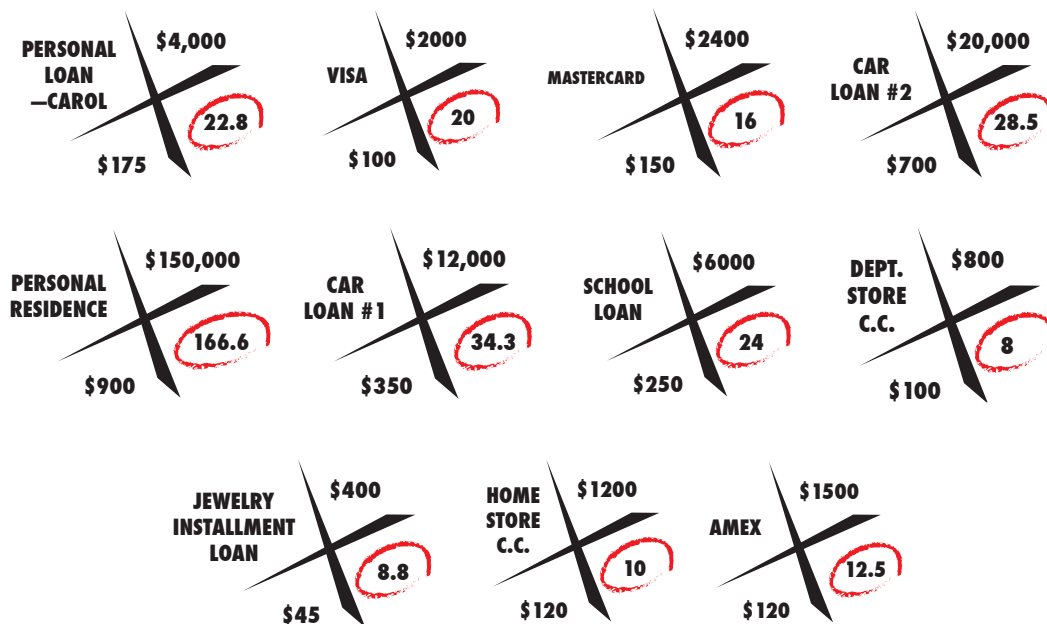 PERSONAL
LOAN
—CAROL
$4,000
22.8
$175
VISA
$2000
20
$100
MASTERCARD
$2400
16
$150
CAR
LOAN #2
$20,000
28.5
$700
PERSONAL
RESIDENCE
$150,000
166.6
$900
CAR
LOAN #1
$12,000
34.3
$350
SCHOOL
LOAN
$6000
24
$250
DEPT.
STORE
C.C.
$800
8
$100
JEWELRY
INSTALLMENT
LOAN
$400
8.8
$45
HOME
STORE
C.C.
$1200
10
$120
AMEX
$1500
12.5
$120